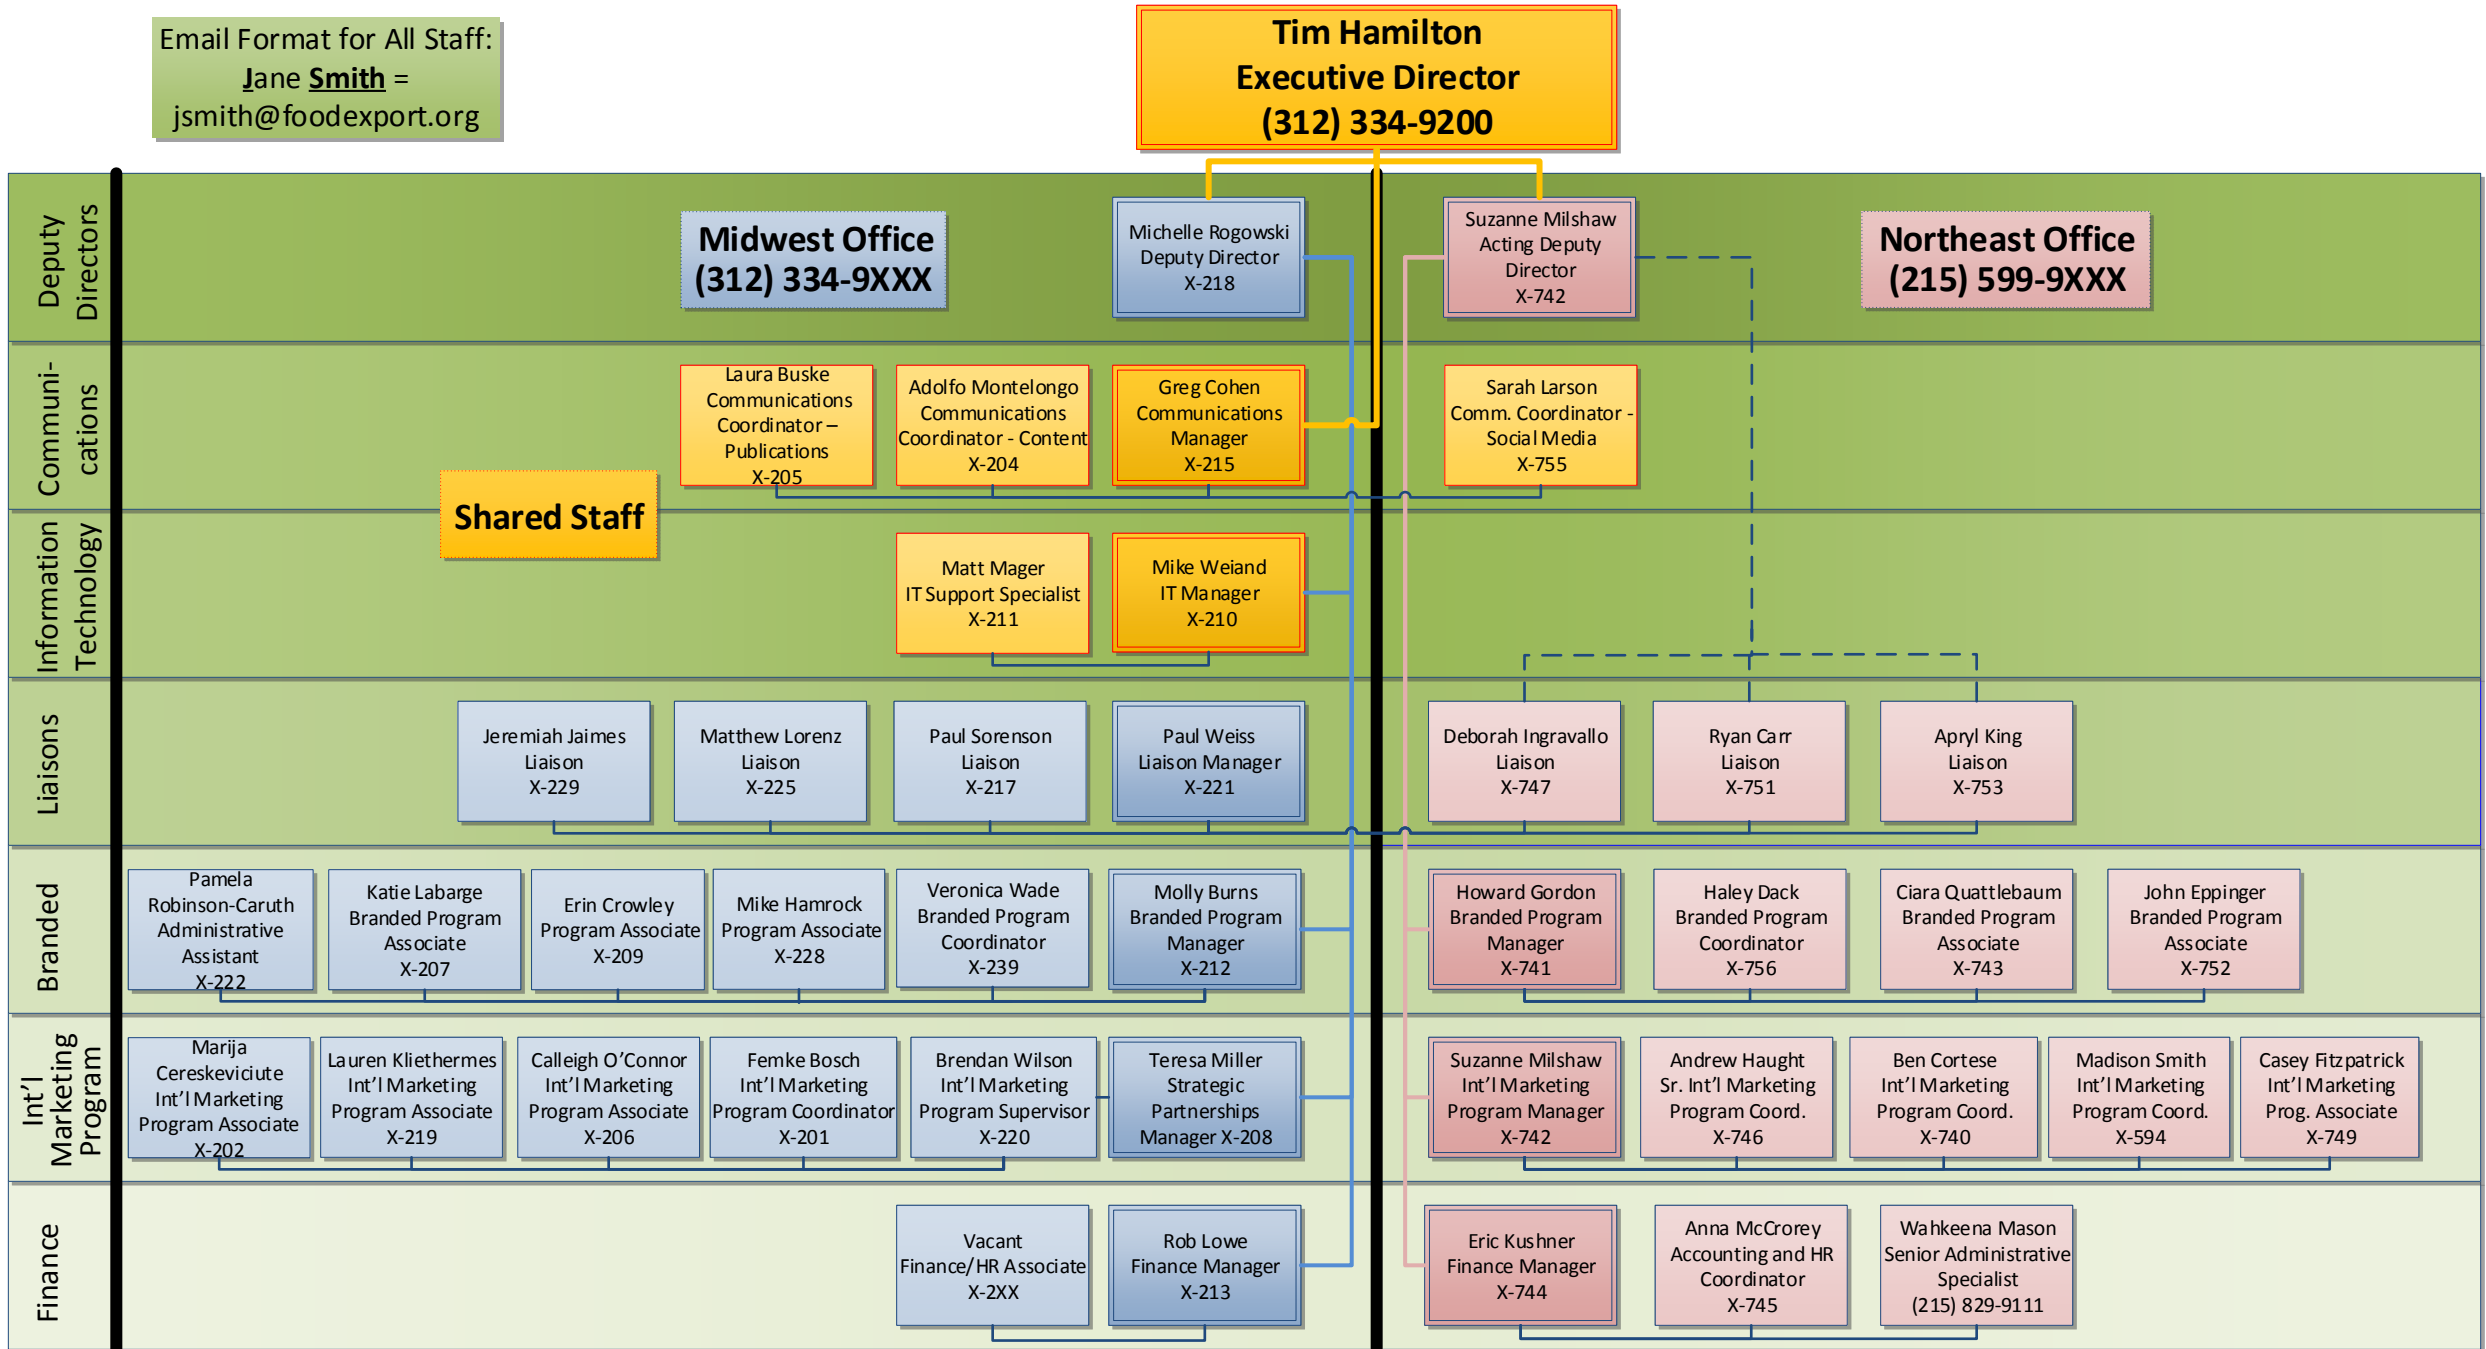 Email Format for All Staff:
Jane Smith =
jsmith@foodexport.org
Tim Hamilton
Executive Director
(312) 334-9200
Deputy
Directors
Midwest Office
(312) 334-9XXX
Michelle Rogowski
Deputy Director
X-218
Suzanne Milshaw
Acting Deputy
Director
X-742
Northeast Office
(215) 599-9XXX
Communi-
cations
Laura Buske
Communications
Coordinator –
Publications
X-205
Adolfo Montelongo
Communications
Coordinator - Content
X-204
Greg Cohen
Communications
Manager
X-215
Sarah Larson
Comm. Coordinator -
Social Media
X-755
Shared Staff
Information
Technology
Matt Mager
IT Support Specialist
X-211
Mike Weiand
IT Manager
X-210
Liaisons
Jeremiah Jaimes
Liaison
X-229
Matthew Lorenz
Liaison
X-225
Paul Sorenson
Liaison
X-217
Paul Weiss
Liaison Manager
X-221
Deborah Ingravallo
Liaison
X-747
Ryan Carr
Liaison
X-751
Apryl King
Liaison
X-753
Branded
Pamela
Robinson-Caruth
Administrative
Assistant
X-222
Katie Labarge
Branded Program
Associate
X-207
Erin Crowley
Program Associate
X-209
Mike Hamrock
Program Associate
X-228
Veronica Wade
Branded Program
Coordinator
X-239
Molly Burns
Branded Program
Manager
X-212
Howard Gordon
Branded Program
Manager
X-741
Haley Dack
Branded Program
Coordinator
X-756
Ciara Quattlebaum
Branded Program
Associate
X-743
John Eppinger
Branded Program
Associate
X-752
Int’l
Marketing
Program
Marija
Cereskeviciute
Int’l Marketing
Program Associate
X-202
Lauren Kliethermes
Int’l Marketing
Program Associate
X-219
Calleigh O’Connor
Int’l Marketing
Program Associate
X-206
Femke Bosch
Int’l Marketing
Program Coordinator
X-201
Brendan Wilson
Int’l Marketing
Program Supervisor
X-220
Teresa Miller
Strategic
Partnerships
Manager X-208
Suzanne Milshaw
Int’l Marketing
Program Manager
X-742
Andrew Haught
Sr. Int’l Marketing
Program Coord.
X-746
Ben Cortese
Int’l Marketing
Program Coord.
X-740
Madison Smith
Int’l Marketing
Program Coord.
X-594
Casey Fitzpatrick
Int’l Marketing
Prog. Associate
X-749
Finance
Vacant
Finance/HR Associate
X-2XX
Rob Lowe
Finance Manager
X-213
Eric Kushner
Finance Manager
X-744
Anna McCrorey
Accounting and HR
Coordinator
X-745
Wahkeena Mason
Senior Administrative
Specialist
(215) 829-9111